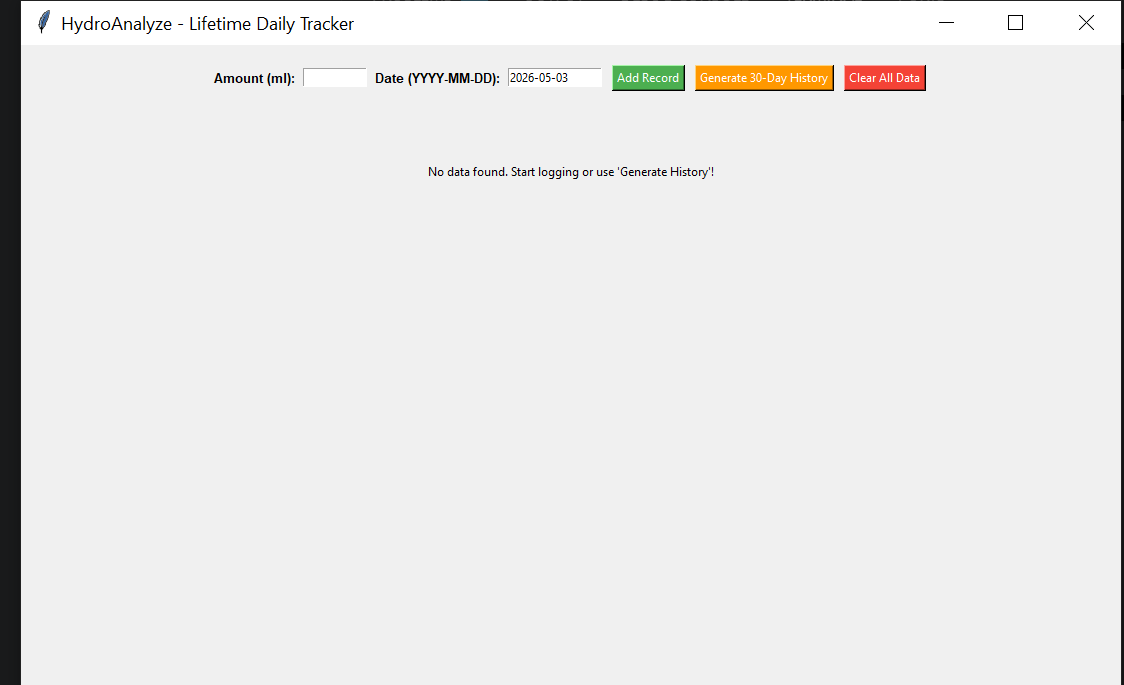 HydroAnalyze - Lifetime Daily Tracker
Amount (ml): Date (YYYY-MM-DD): 2026-05-03 Add Record Generate 30-Day History Clear All Data
No data found. Start logging or use 'Generate History'!